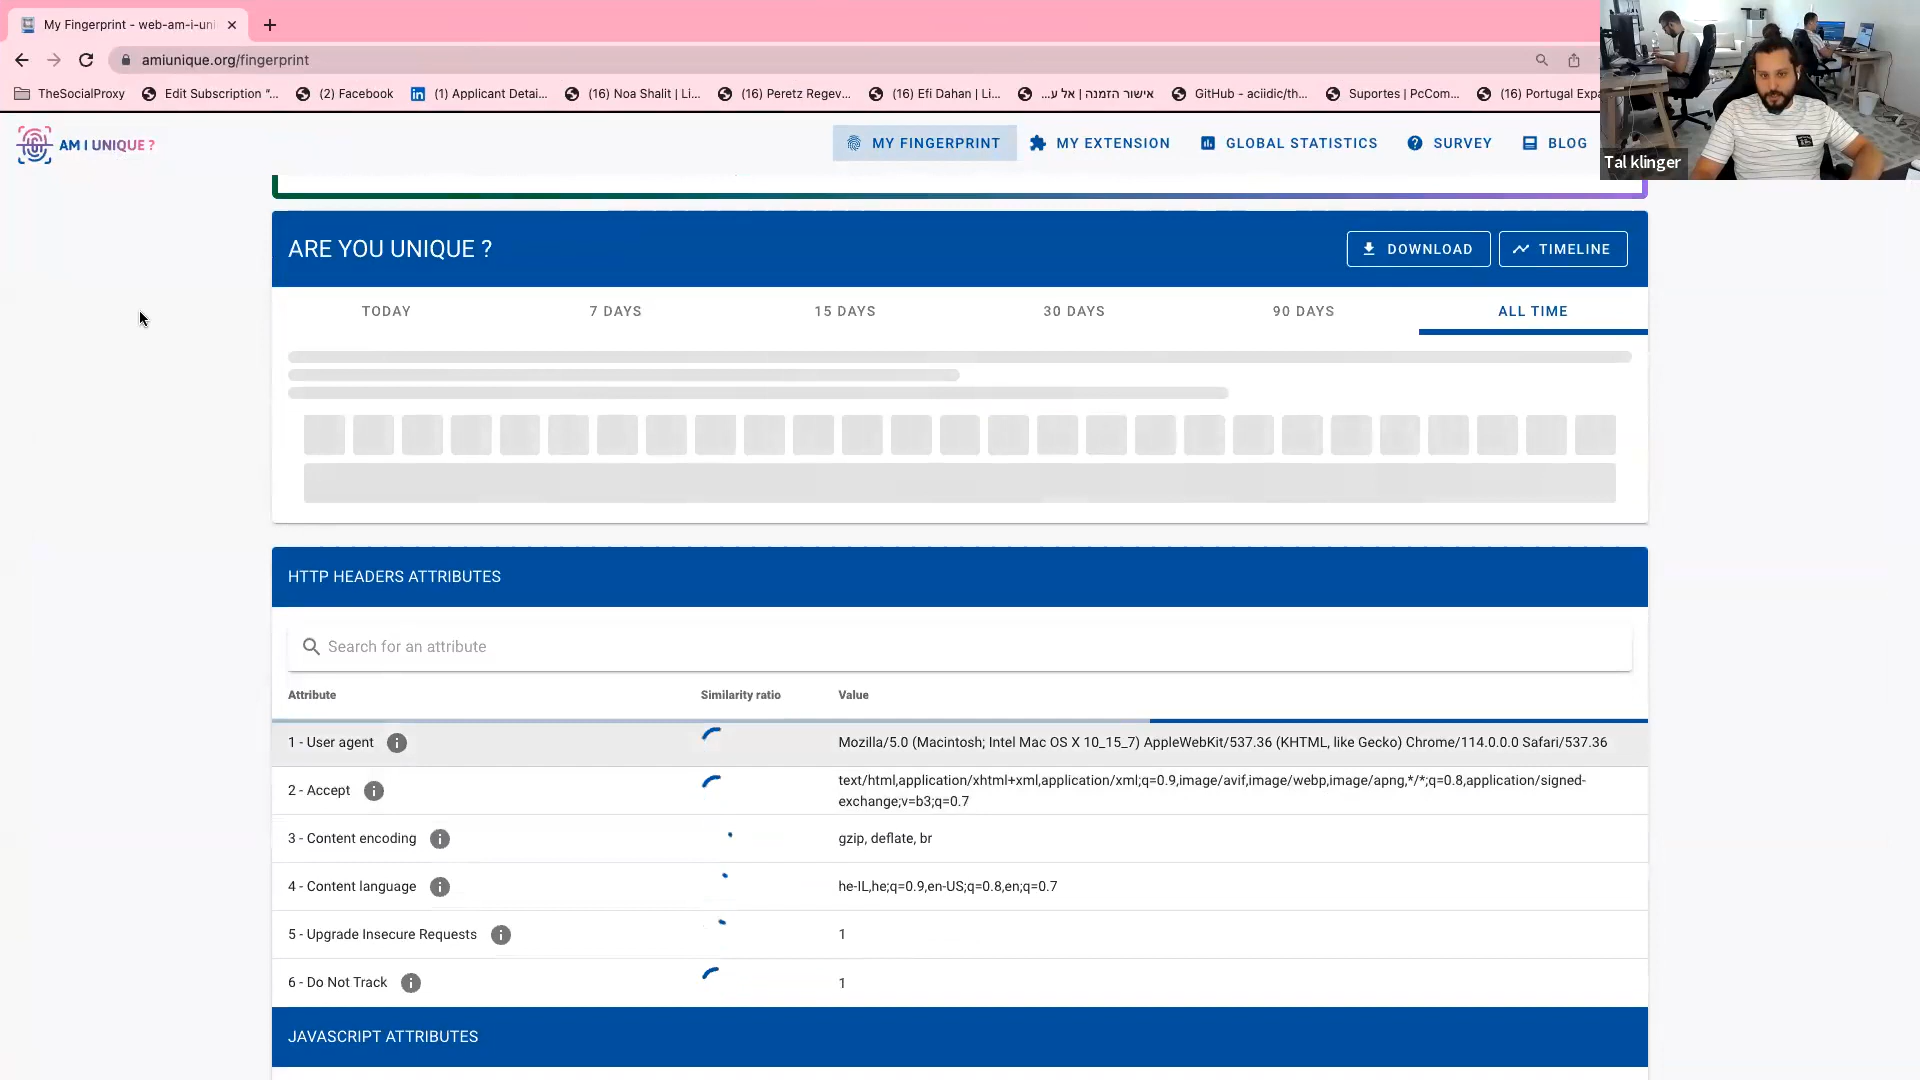 My Fingerprint - web-am-i-uni
amiunique.org/fingerprint
TheSocialProxy
Edit Subscription "...
(2) Facebook
(1) Applicant Detai...
(16) Noa Shalit | Li...
(16) Peretz Regev...
(16) Efi Dahan | Li...
אישור הזמנה | אל ע...
GitHub - aciidic/th...
Suportes | PcCom...
(16) Portugal Expa
Tal klinger
AM I UNIQUE ?
MY FINGERPRINT
MY EXTENSION
GLOBAL STATISTICS
SURVEY
BLOG
ARE YOU UNIQUE ?
DOWNLOAD
TIMELINE
TODAY
7 DAYS
15 DAYS
30 DAYS
90 DAYS
ALL TIME
HTTP HEADERS ATTRIBUTES
Search for an attribute
Attribute
Similarity ratio
Value
1 - User agent
Mozilla/5.0 (Macintosh; Intel Mac OS X 10_15_7) AppleWebKit/537.36 (KHTML, like Gecko) Chrome/114.0.0.0 Safari/537.36
2 - Accept
text/html,application/xhtml+xml,application/xml;q=0.9,image/avif,image/webp,image/apng,*/*;q=0.8,application/signed-
exchange;v=b3;q=0.7
3 - Content encoding
gzip, deflate, br
4 - Content language
he-IL,he;q=0.9,en-US;q=0.8,en;q=0.7
5 - Upgrade Insecure Requests
1
6 - Do Not Track
1
JAVASCRIPT ATTRIBUTES